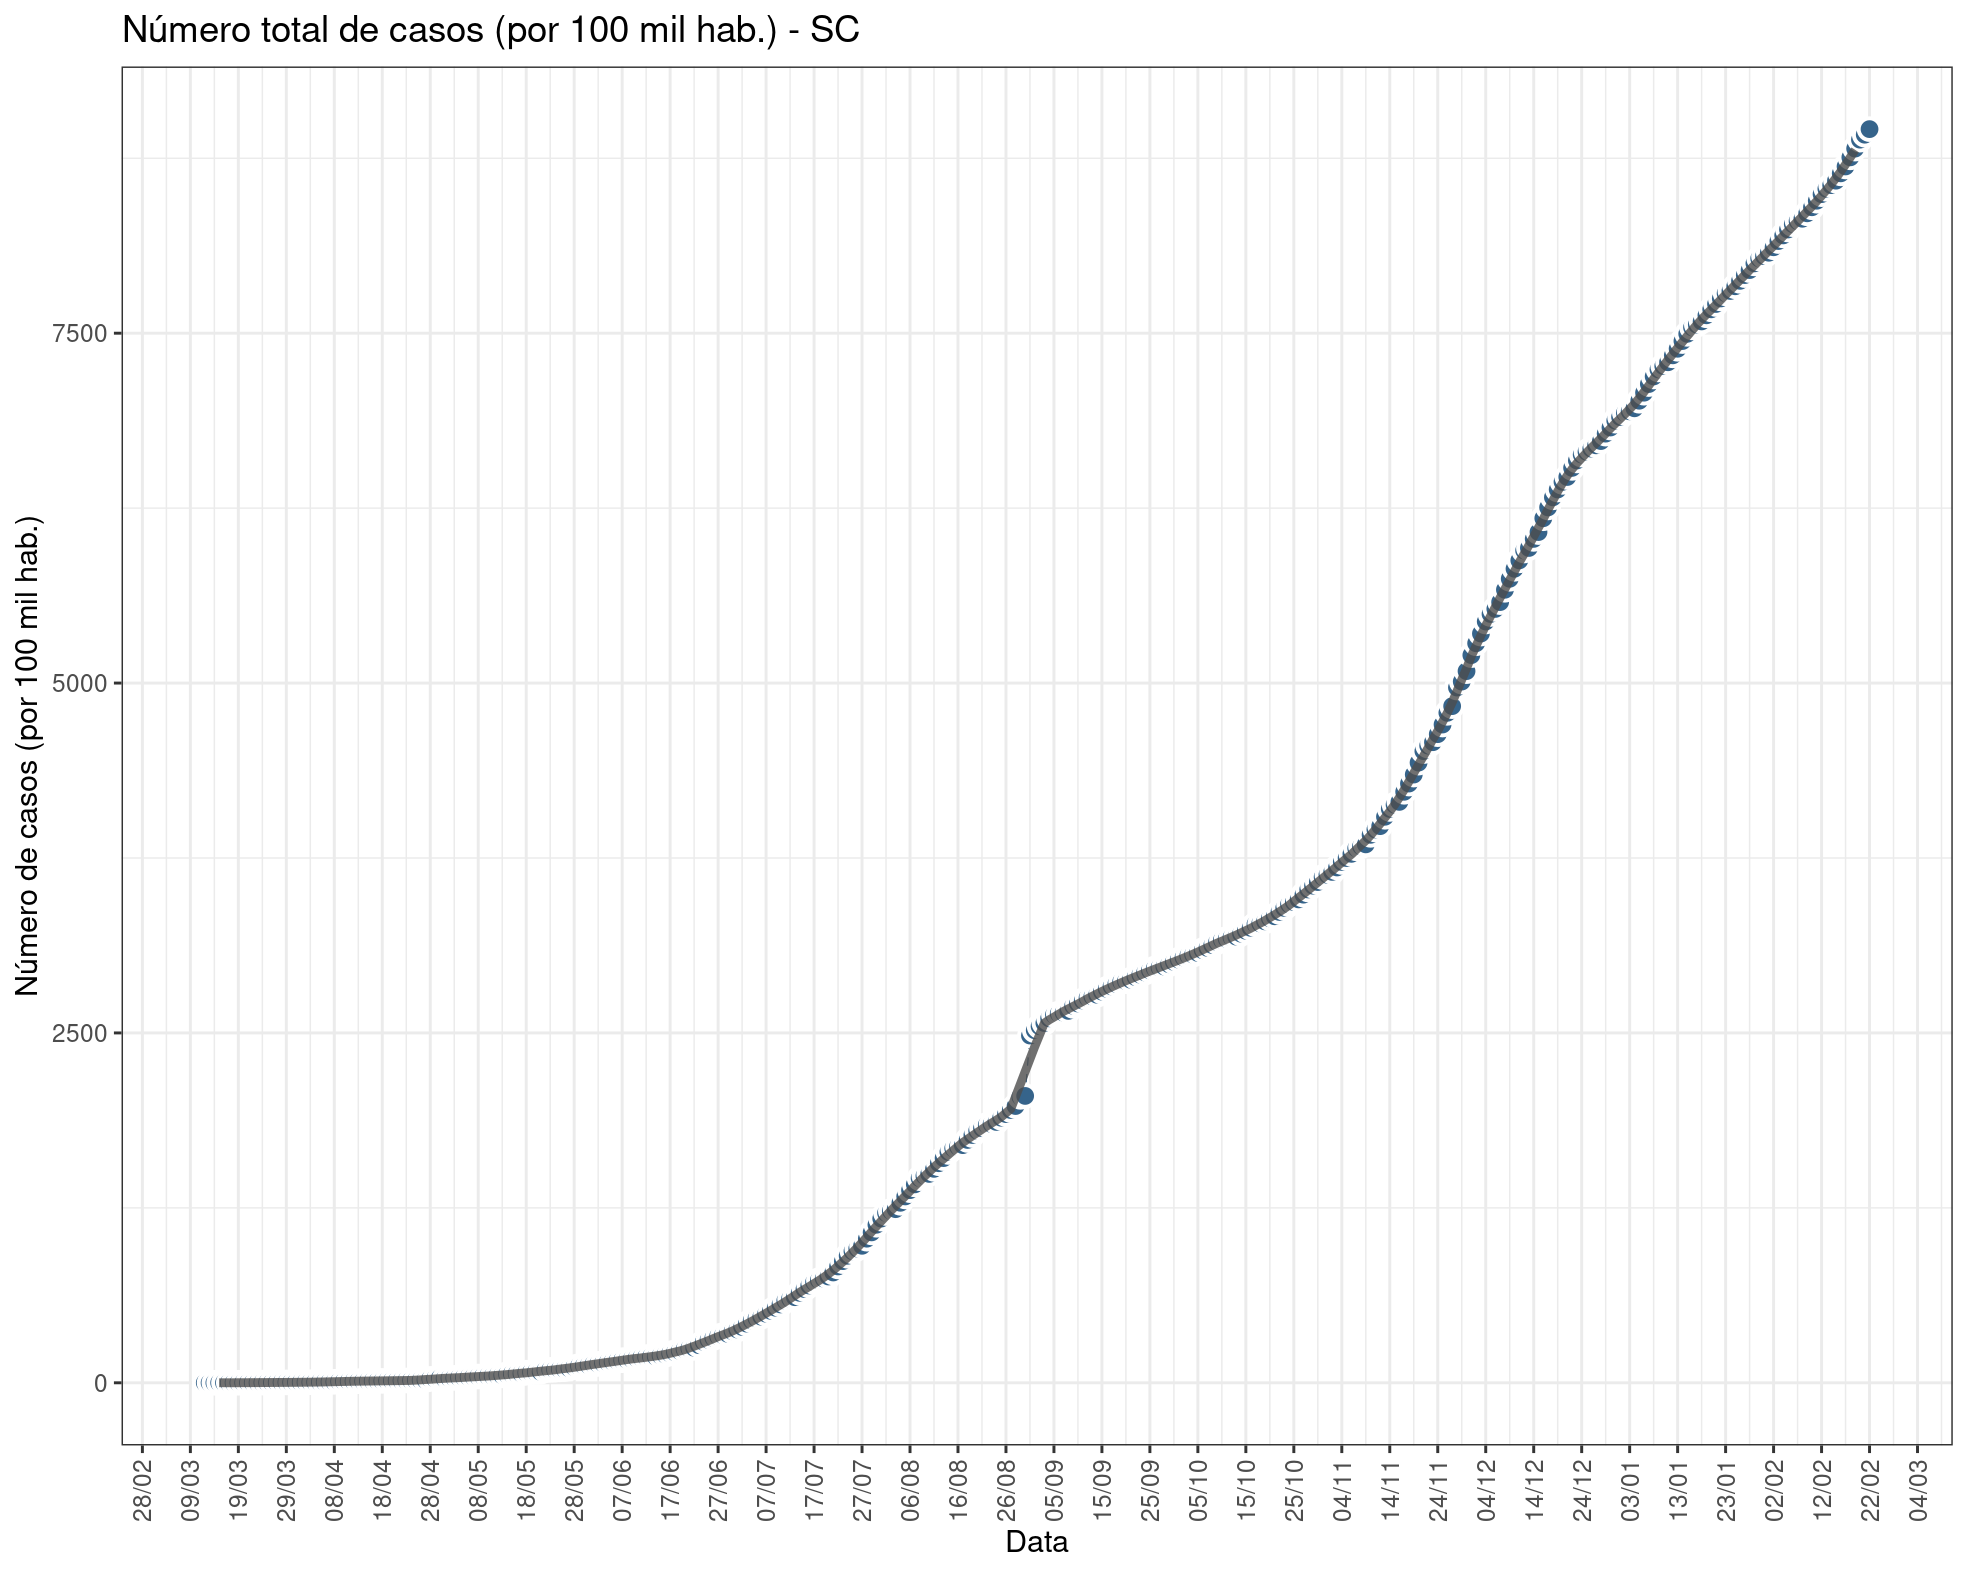 Número total de casos (por 100 mil hab.) - SC
Número de casos (por 100 mil hab.)
7500
5000
2500
0
28/02 09/03 19/03 29/03 08/04 18/04 28/04 08/05 18/05 28/05 07/06 17/06 27/06 07/07 17/07 27/07 06/08 16/08 26/08 05/09 15/09 25/09 05/10 15/10 25/10 04/11 14/11 24/11 04/12 14/12 24/12 03/01 13/01 23/01 02/02 12/02 22/02 04/03
Data